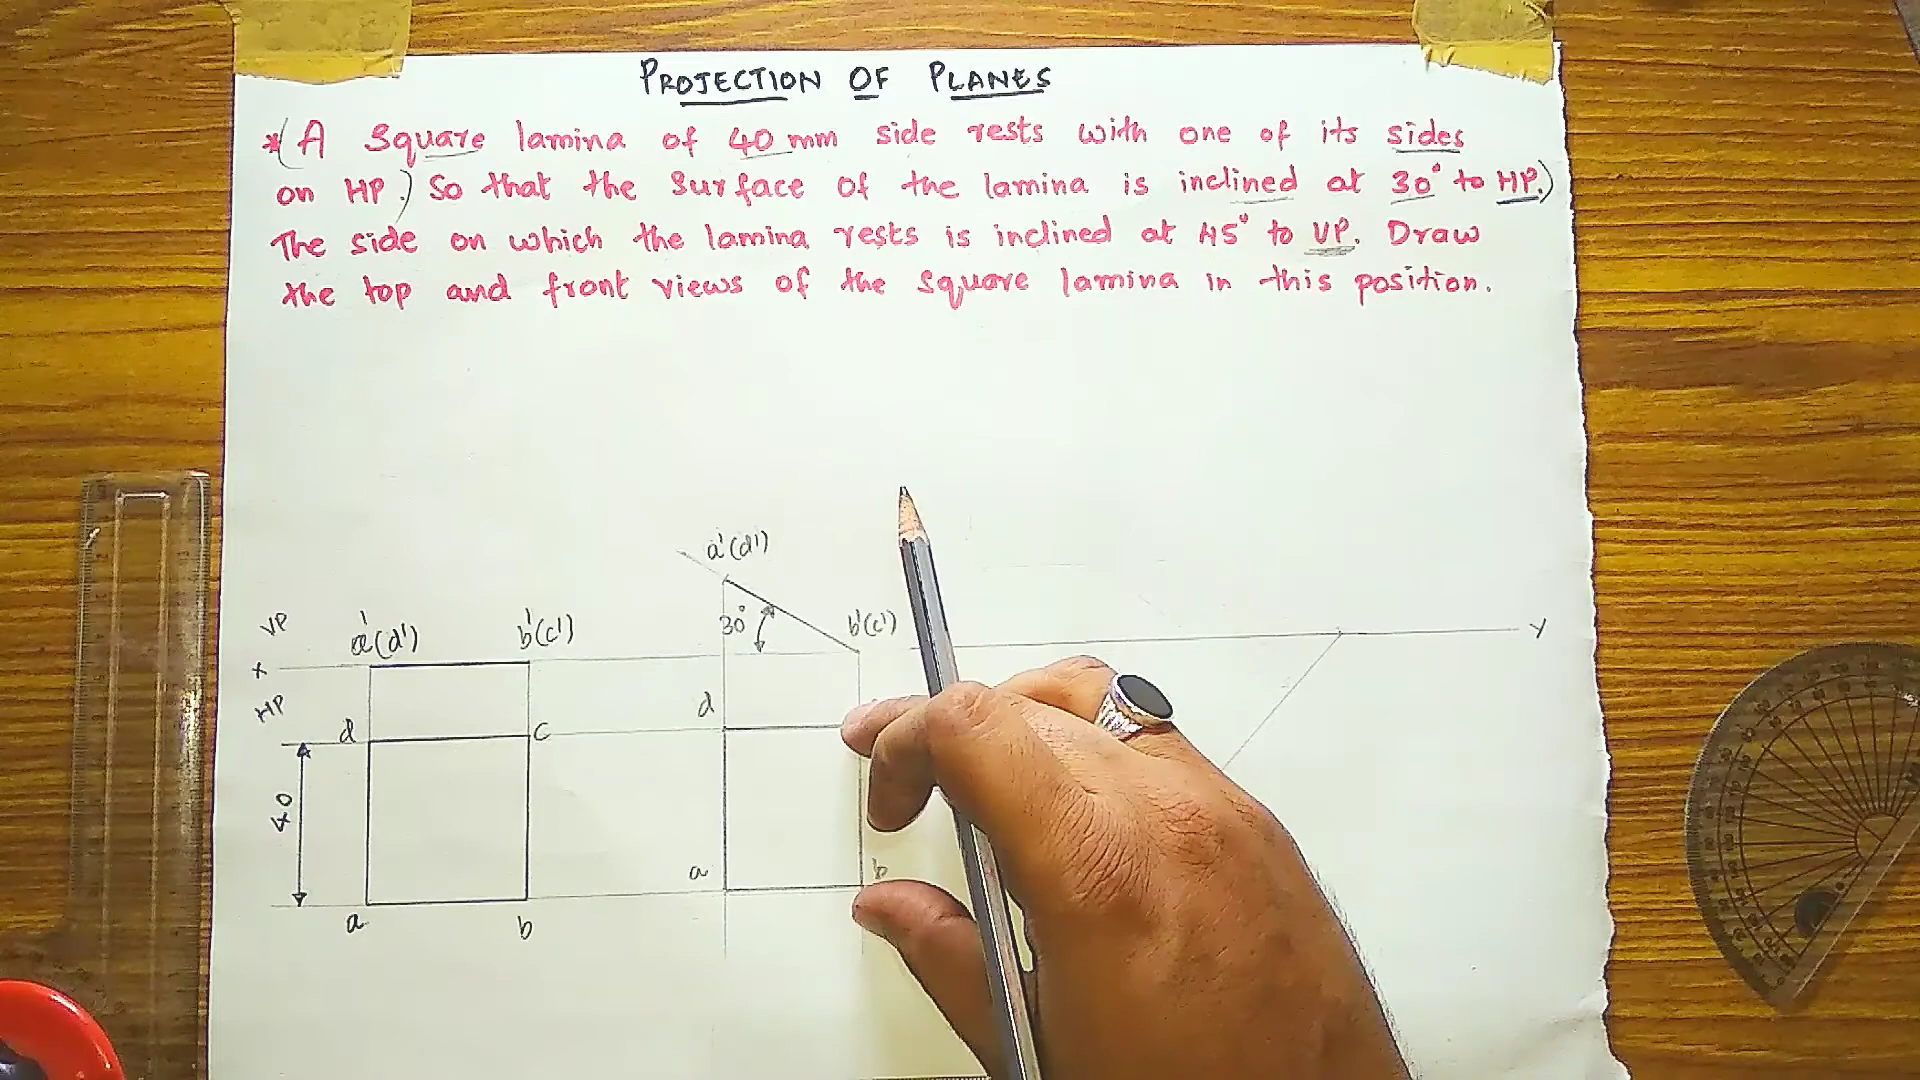 PROJECTION OF PLANES
*(A Square lamina of 40 mm side rests with one of its sides
on HP.) So that the Surface of the lamina is inclined at 30° to HP.)
The side on which the lamina rests is inclined at 45° to VP. Draw
the top and front views of the square lamina in this position.
a'(d')
30°
b'(c')
VP
a'(d')
b'(c')
X
Y
HP
d
c
d
40
a
b
a
b